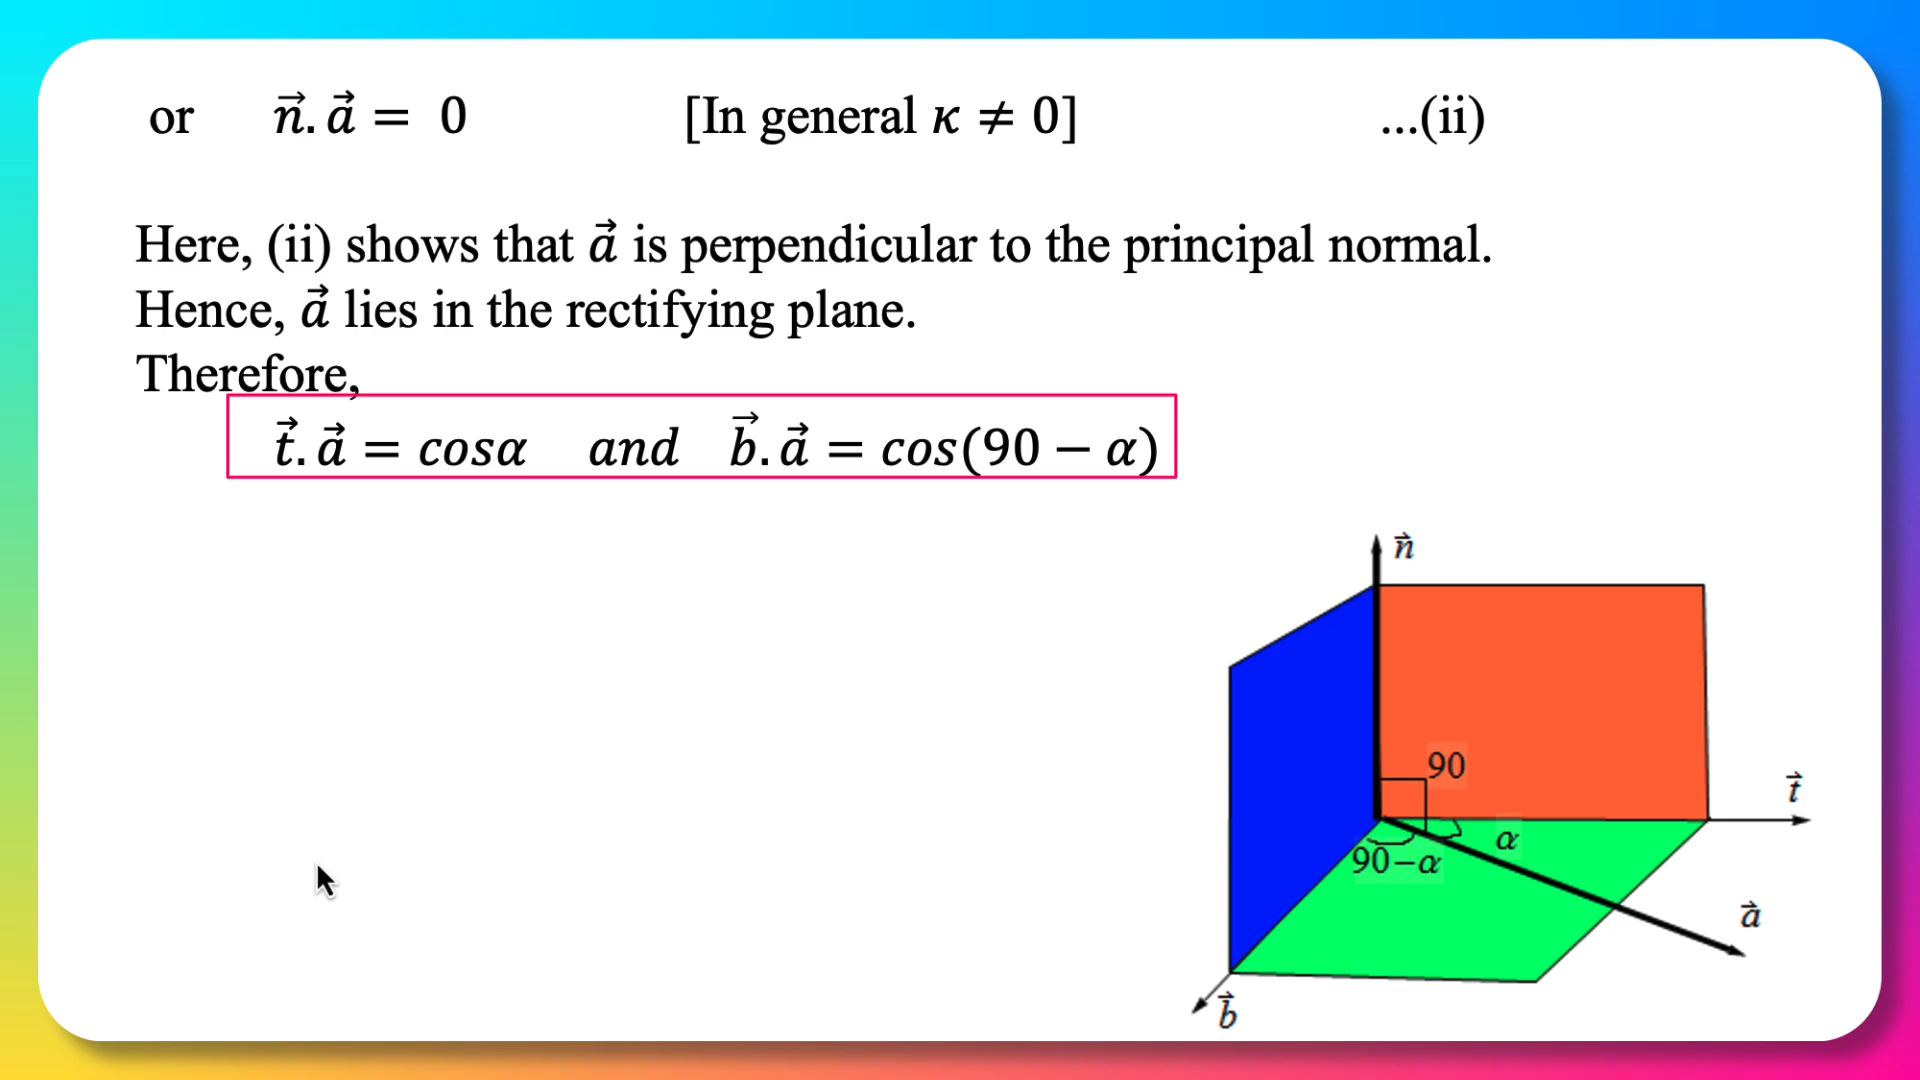 or n⃗. a⃗ = 0 [In general κ ≠ 0] ...(ii)
Here, (ii) shows that a⃗ is perpendicular to the principal normal.
Hence, a⃗ lies in the rectifying plane.
Therefore,
t⃗. a⃗ = cosα and b⃗. a⃗ = cos(90 − α)
n⃗
90
t⃗
α
90−α
a⃗
b⃗